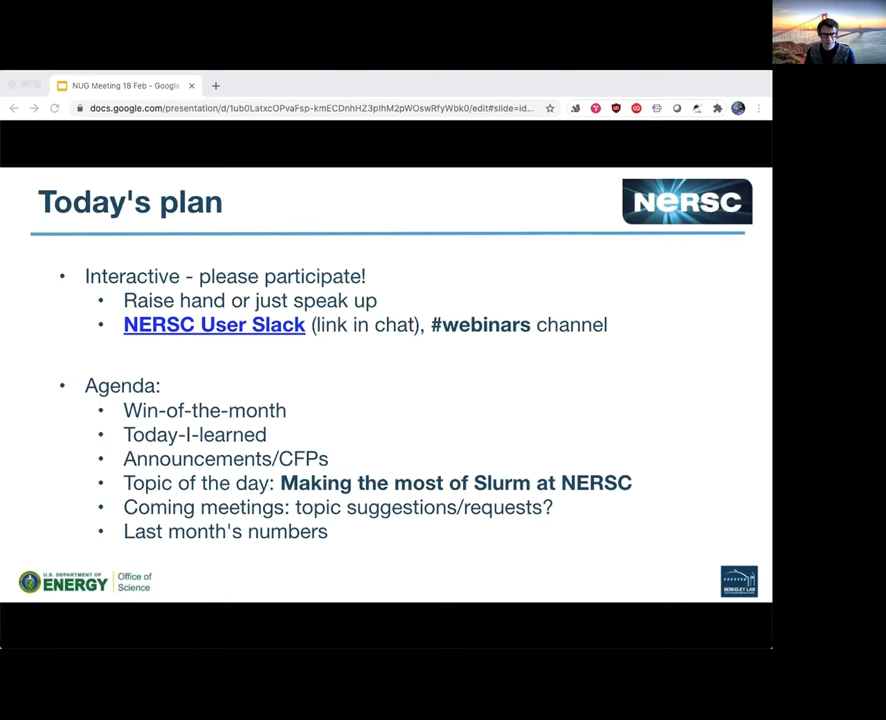 NUG Meeting 18 Feb - Google
docs.google.com/presentation/d/1ub0LatxcOPvaFsp-kmECDnhHZ3plhM2pWOswRfyWbk0/edit#slide=id...
Today's plan
NERSC
• Interactive - please participate!
• Raise hand or just speak up
• NERSC User Slack (link in chat), #webinars channel
• Agenda:
• Win-of-the-month
• Today-I-learned
• Announcements/CFPs
• Topic of the day: Making the most of Slurm at NERSC
• Coming meetings: topic suggestions/requests?
• Last month's numbers
U.S. DEPARTMENT OF
ENERGY
Office of
Science
BERKELEY LAB